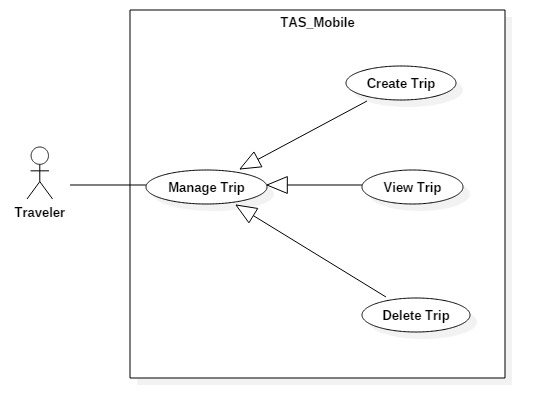 TAS_Mobile
Create Trip
Manage Trip
View Trip
Traveler
Delete Trip